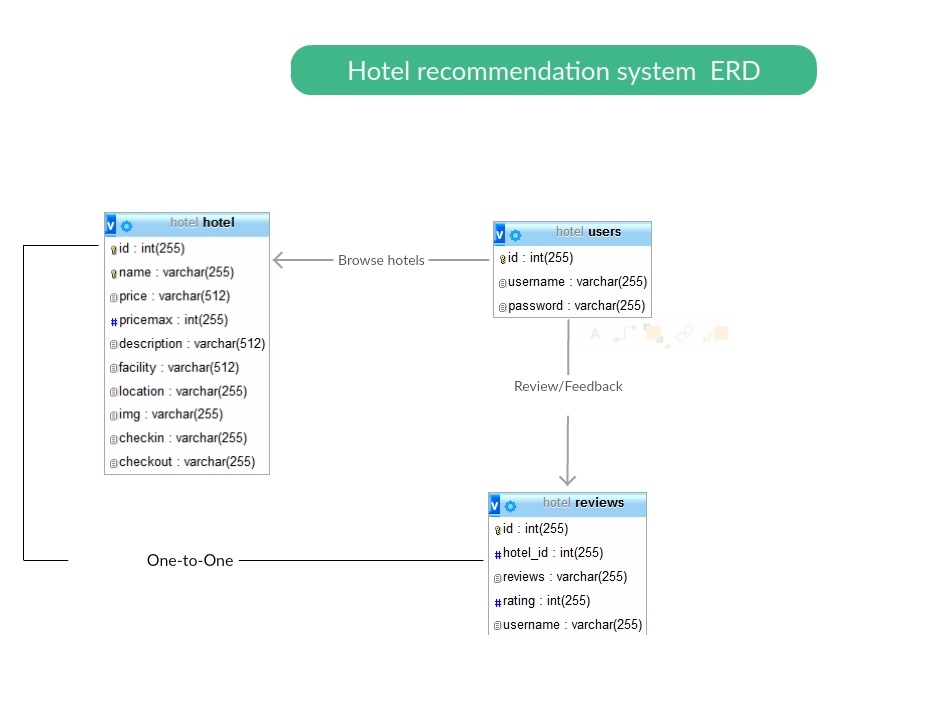 Hotel recommendation system ERD
v hotel hotel
id : int(255)
name : varchar(255)
price : varchar(512)
# pricemax : int(255)
description : varchar(512)
facility : varchar(512)
location : varchar(255)
img : varchar(255)
checkin : varchar(255)
checkout : varchar(255)
Browse hotels
v hotel users
id : int(255)
username : varchar(255)
password : varchar(255)
A
Review/Feedback
v hotel reviews
id : int(255)
# hotel_id : int(255)
reviews : varchar(255)
# rating : int(255)
username : varchar(255)
One-to-One